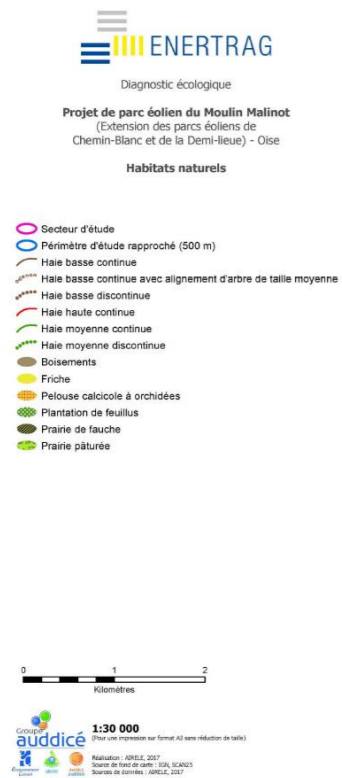 ENERTRAG
Diagnostic écologique
Projet de parc éolien du Moulin Malinot
(Extension des parcs éoliens de
Chemin-Blanc et de la Demi-lieue) - Oise
Habitats naturels
Secteur d'étude
Périmètre d'étude rapproché (500 m)
Haie basse continue
Haie basse continue avec alignement d'arbre de taille moyenne
Haie basse discontinue
Haie haute continue
Haie moyenne continue
Haie moyenne discontinue
Boisements
Friche
Pelouse calcicole à orchidées
Plantation de feuillus
Prairie de fauche
Prairie pâturée
0 1 2
Kilomètres
Groupe
auddicé
1:30 000
(Pour une impression sur format A3 sans réduction de taille)
Réalisation : AIRELE, 2017
Source de fond de carte : IGN, SCAN25
Sources de données : AIRELE, 2017